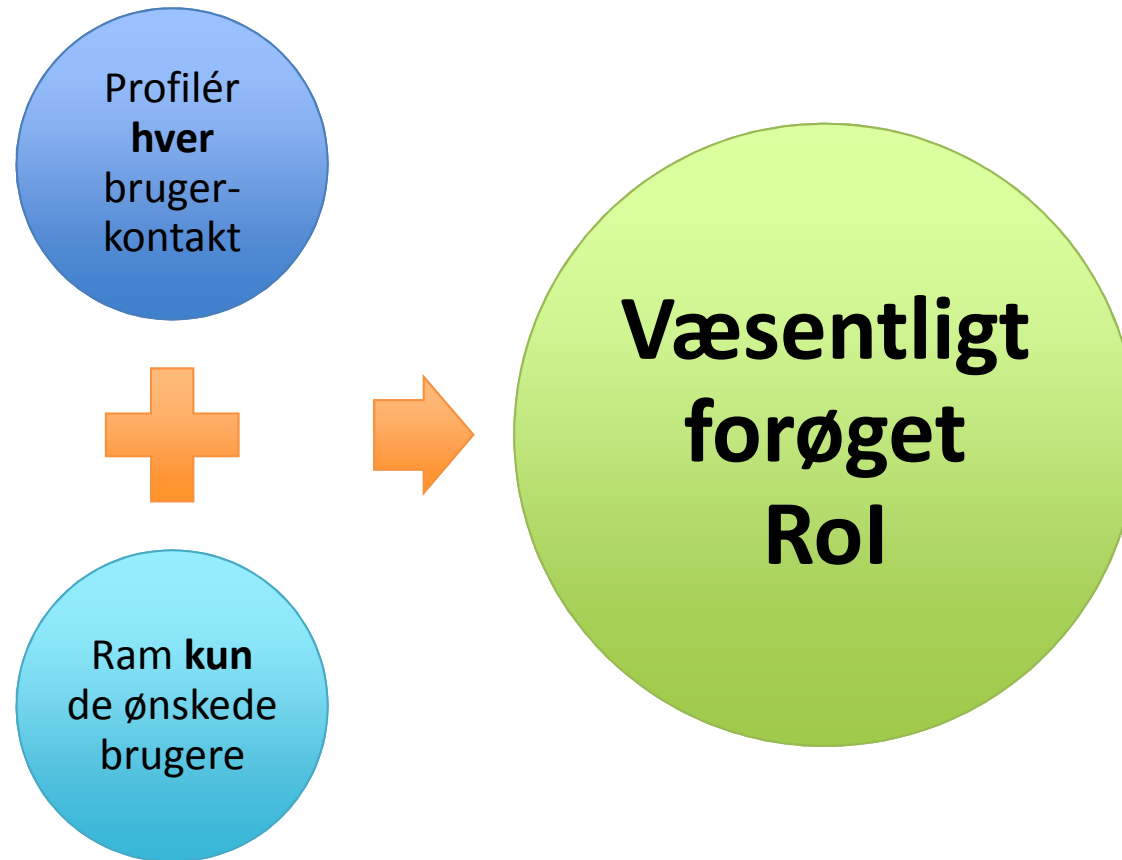 Profilér
hver
bruger-
kontakt
Ram kun
de ønskede
brugere
Væsentligt
forøget
RoI